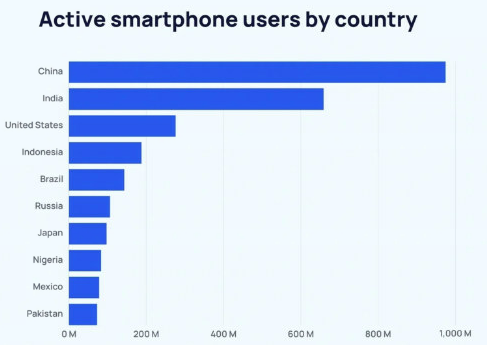 Active smartphone users by country
China
India
United States
Indonesia
Brazil
Russia
Japan
Nigeria
Mexico
Pakistan
0 M 200 M 400 M 600 M 800 M 1,000 M